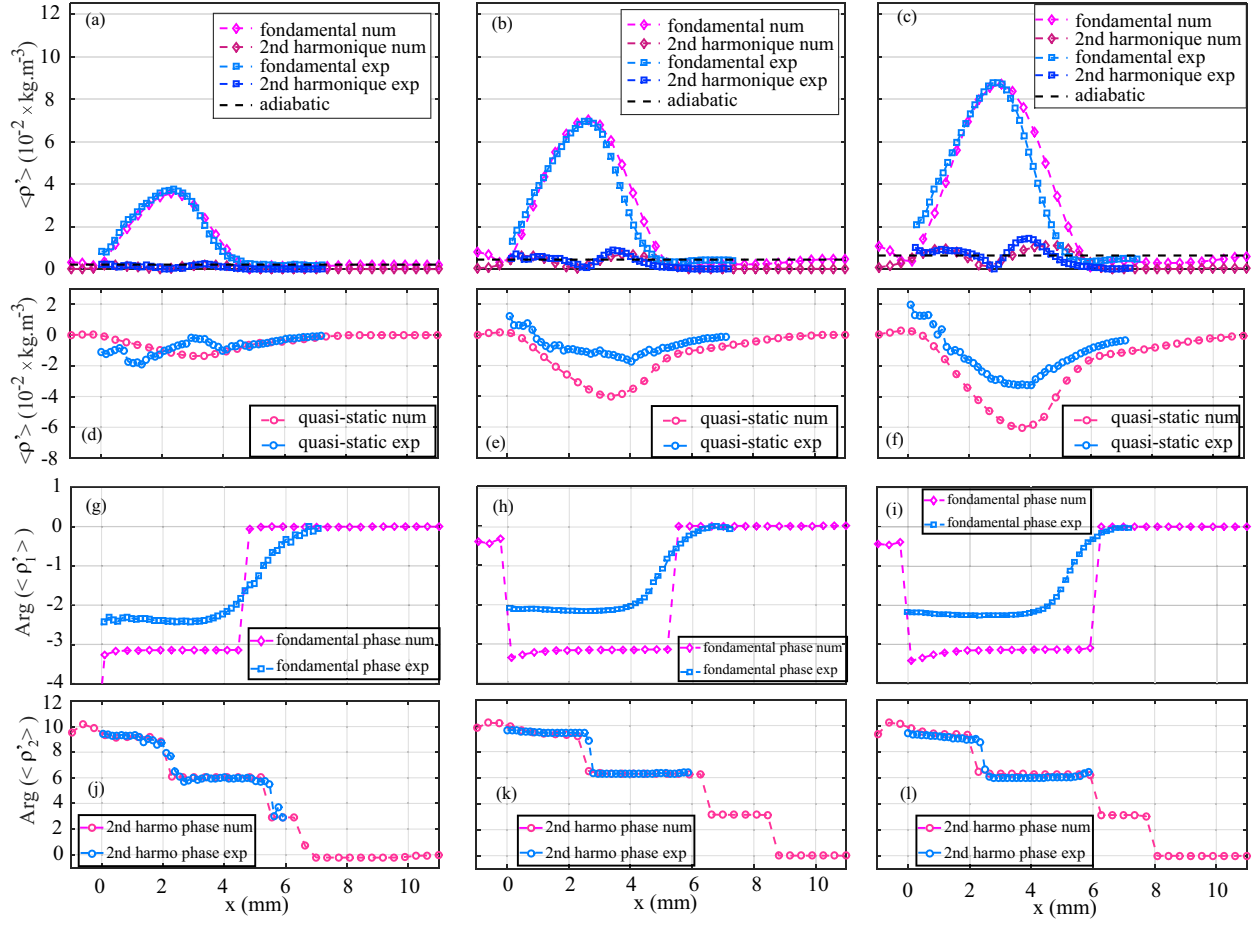 (a)
fondamental num
2nd harmonique num
fondamental exp
2nd harmonique exp
adiabatic
(b)
fondamental num
2nd harmonique num
fondamental exp
2nd harmonique exp
adiabatic
(c)
fondamental num
2nd harmonique num
fondamental exp
2nd harmonique exp
adiabatic
<ρ'> (10⁻² × kg.m⁻³)
12
10
8
6
4
2
0
(d)
quasi-static num
quasi-static exp
(e)
quasi-static num
quasi-static exp
(f)
quasi-static num
quasi-static exp
<ρ'> (10⁻² × kg.m⁻³)
2
0
-2
-4
-6
-8
(g)
fondamental phase num
fondamental phase exp
(h)
fondamental phase num
fondamental phase exp
(i)
fondamental phase num
fondamental phase exp
Arg (< ρ'₁ >)
1
0
-1
-2
-3
-4
(j)
2nd harmo phase num
2nd harmo phase exp
(k)
2nd harmo phase num
2nd harmo phase exp
(l)
2nd harmo phase num
2nd harmo phase exp
Arg (< ρ'₂>)
12
10
8
6
4
2
0
0 2 4 6 8 10
x (mm)
0 2 4 6 8 10
x (mm)
0 2 4 6 8 10
x (mm)